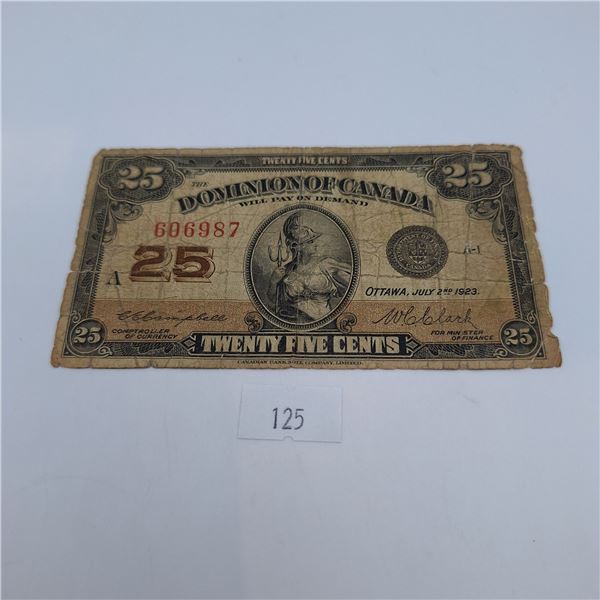 TWENTY FIVE CENTS
25 25
THE DOMINION OF CANADA
WILL PAY ON DEMAND
606987
25
A
A-1
OTTAWA, JULY 2ND 1923.
C E Campbell
W C Clark
COMPTROLLER OF CURRENCY
FOR MINISTER OF FINANCE
25 TWENTY FIVE CENTS 25
CANADIAN BANK NOTE COMPANY, LIMITED.
125